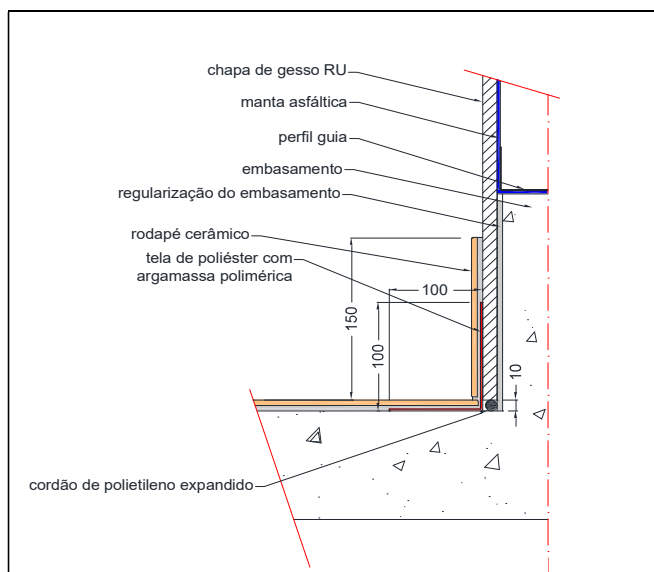 chapa de gesso RU
manta asfáltica
perfil guia
embasamento
regularização do embasamento
rodapé cerâmico
tela de poliéster com
argamassa polimérica
100
150
100
10
cordão de polietileno expandido